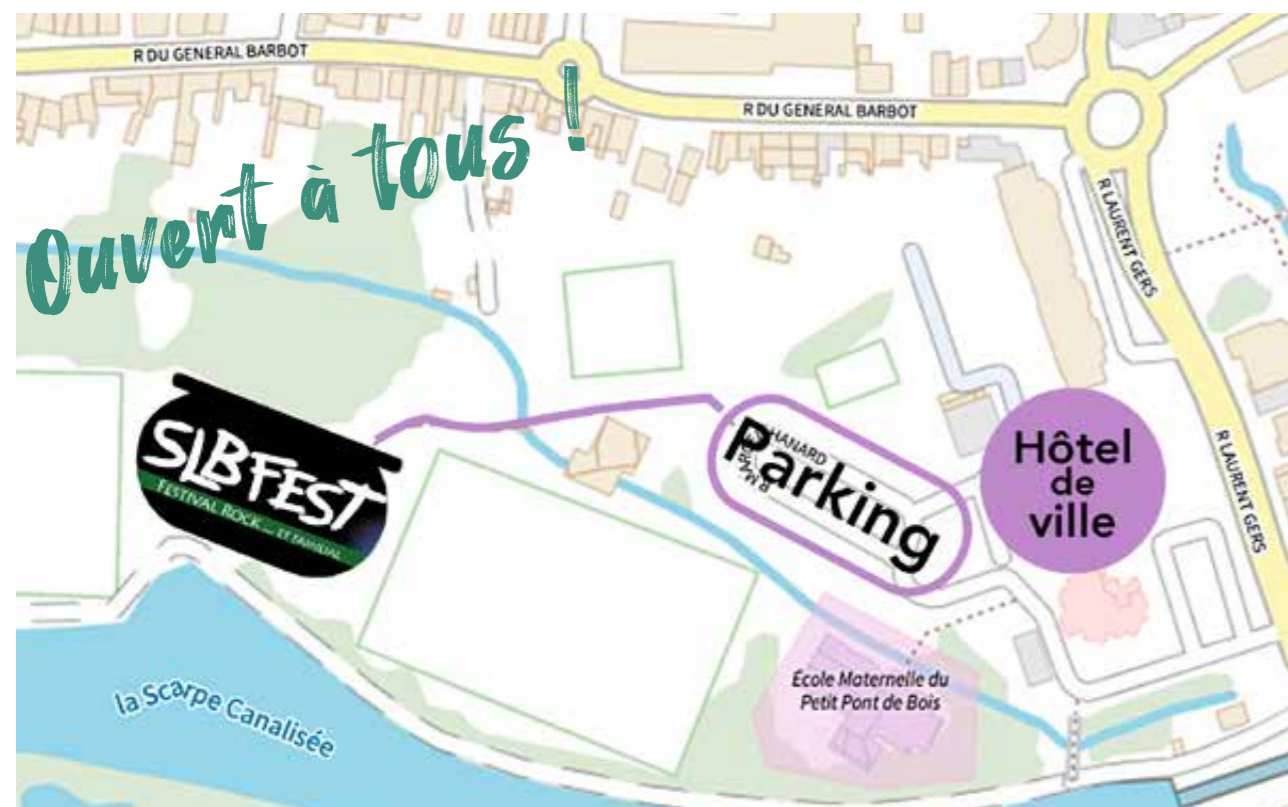 R DU GENERAL BARBOT
R DU GENERAL BARBOT
Ouvert à tous !
R LAURENT GERS
SLBFEST
FESTIVAL ROCK ... ET FAMILIAL
HANARD
Parking
Hôtel
de
ville
R LAURENT GERS
École Maternelle du
Petit Pont de Bois
la Scarpe Canalisée